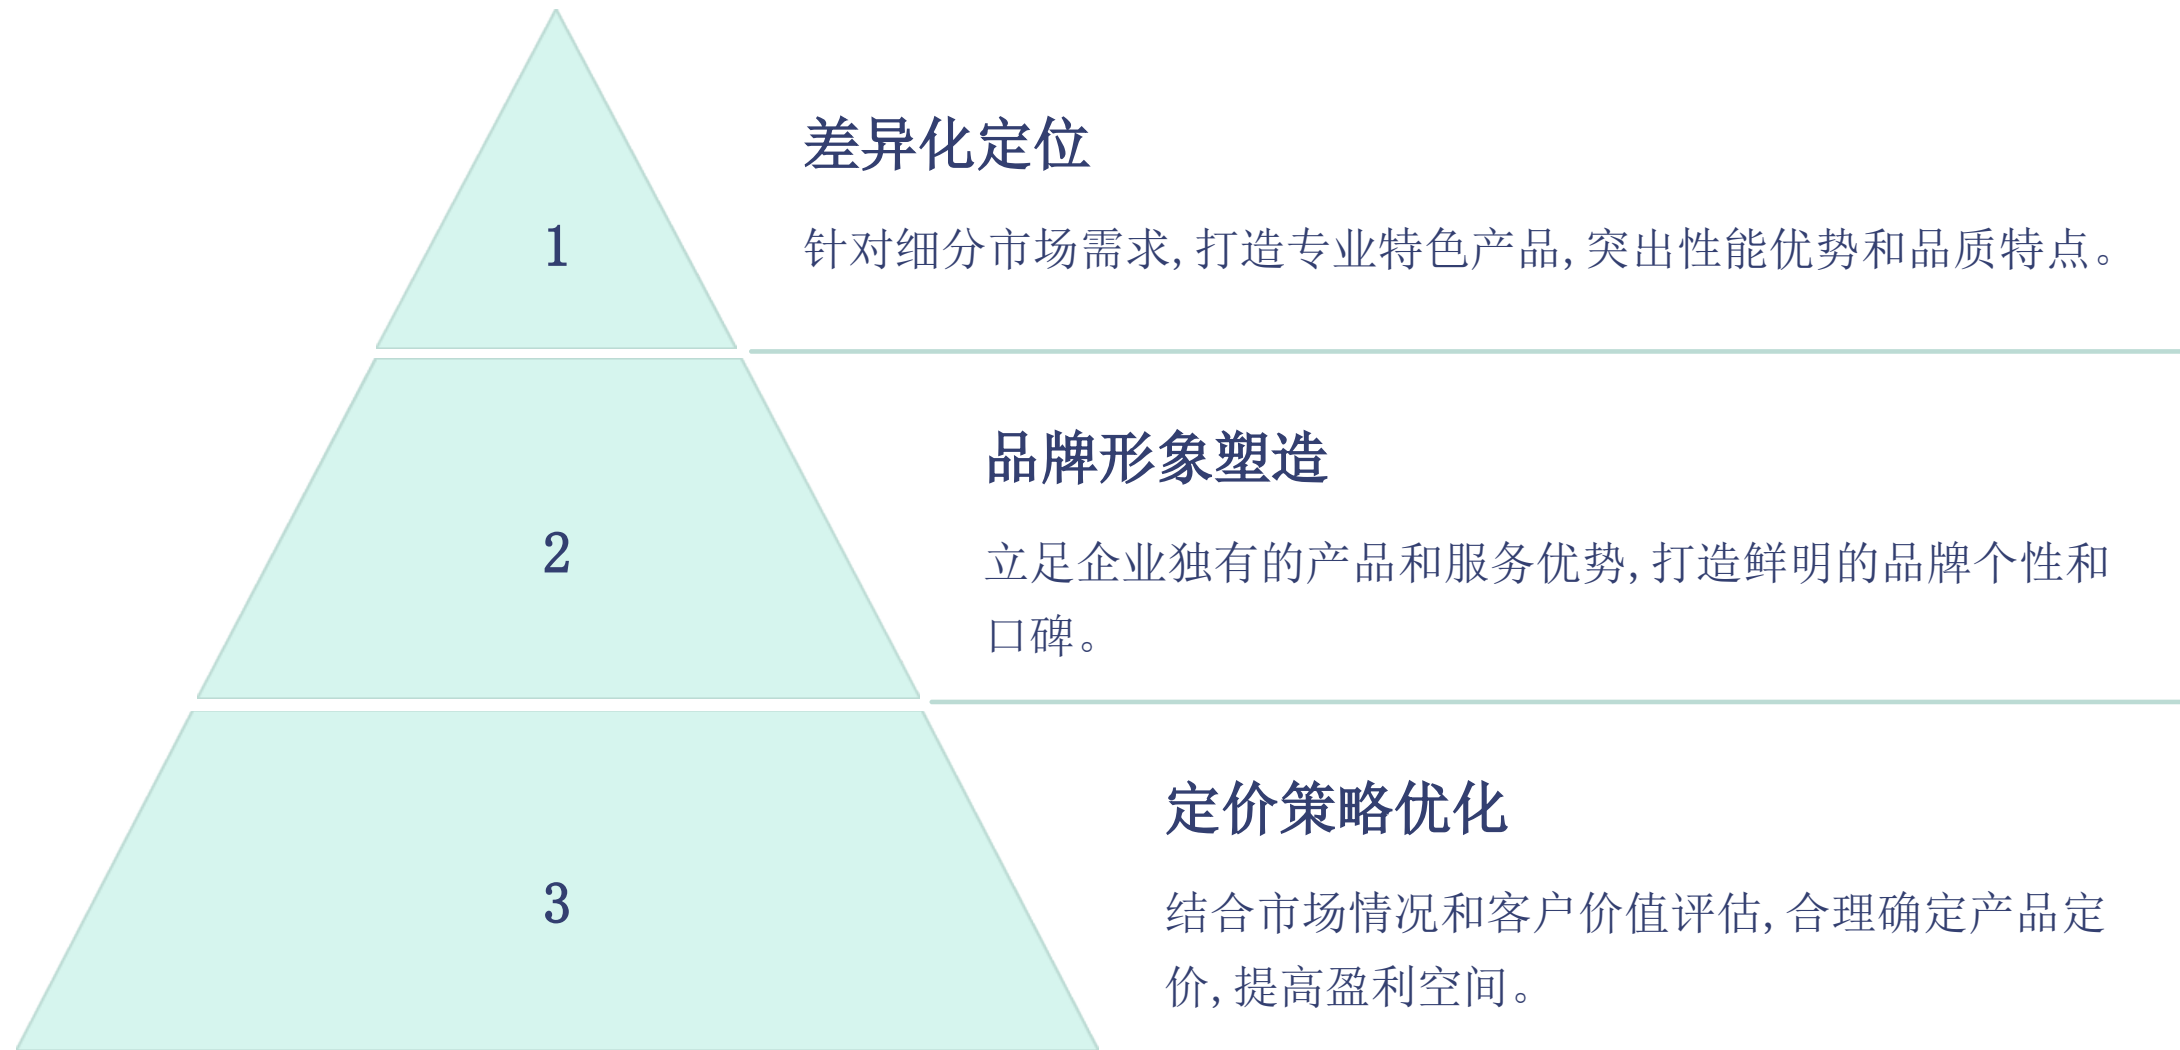 差异化定位
1
针对细分市场需求,打造专业特色产品,突出性能优势和品质特点。
品牌形象塑造
2
立足企业独有的产品和服务优势,打造鲜明的品牌个性和
口碑。
定价策略优化
3
结合市场情况和客户价值评估,合理确定产品定
价,提高盈利空间。